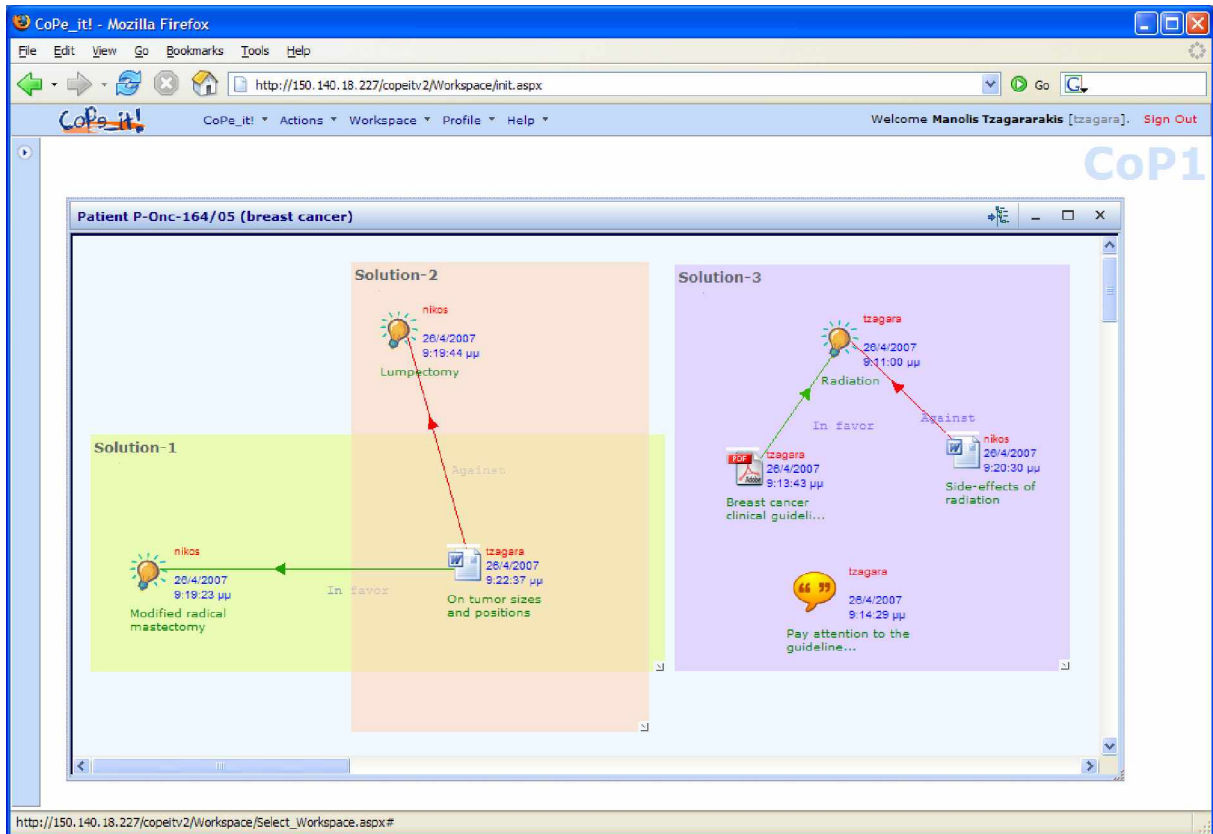 CoPe_it! - Mozilla Firefox
File Edit View Go Bookmarks Tools Help
http://150.140.18.227/copeitv2/Workspace/init.aspx Go G
CoPe_it! CoPe_it! Actions Workspace Profile Help Welcome Manolis Tzagararakis [tzagara]. Sign Out
CoP1
Patient P-Onc-164/05 (breast cancer)
Solution-2
nikos
26/4/2007
9:19:44 μμ
Lumpectomy
Against
Solution-1
nikos
26/4/2007
9:19:23 μμ
Modified radical
mastectomy
In favor
tzagara
26/4/2007
9:22:37 μμ
On tumor sizes
and positions
Solution-3
tzagara
26/4/2007
9:11:00 μμ
Radiation
In favor
Against
PDF
Adobe
tzagara
26/4/2007
9:13:43 μμ
Breast cancer
clinical guideli...
nikos
26/4/2007
9:20:30 μμ
Side-effects of
radiation
tzagara
26/4/2007
9:14:29 μμ
Pay attention to the
guideline...
http://150.140.18.227/copeitv2/Workspace/Select_Workspace.aspx#